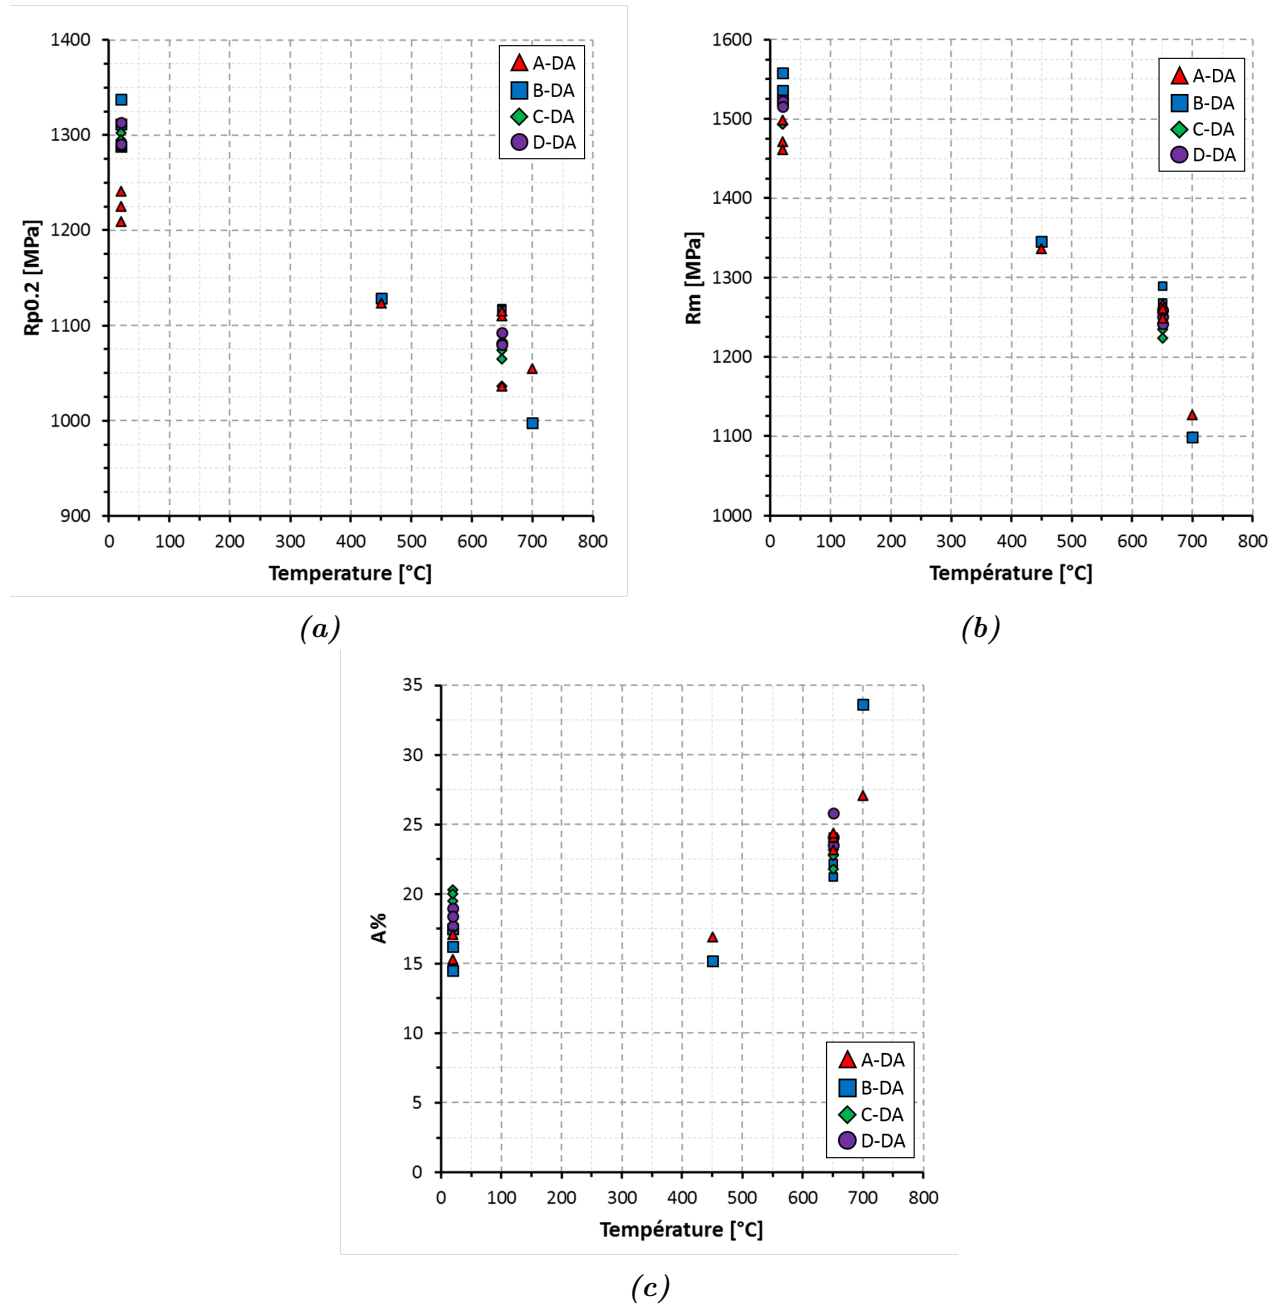 1400
1300
1200
1100
1000
900
Rp0.2 [MPa]
0 100 200 300 400 500 600 700 800
Temperature [°C]
A-DA
B-DA
C-DA
D-DA
(a)
1600
1500
1400
1300
1200
1100
1000
Rm [MPa]
0 100 200 300 400 500 600 700 800
Température [°C]
A-DA
B-DA
C-DA
D-DA
(b)
35
30
25
20
15
10
5
0
A%
0 100 200 300 400 500 600 700 800
Température [°C]
A-DA
B-DA
C-DA
D-DA
(c)